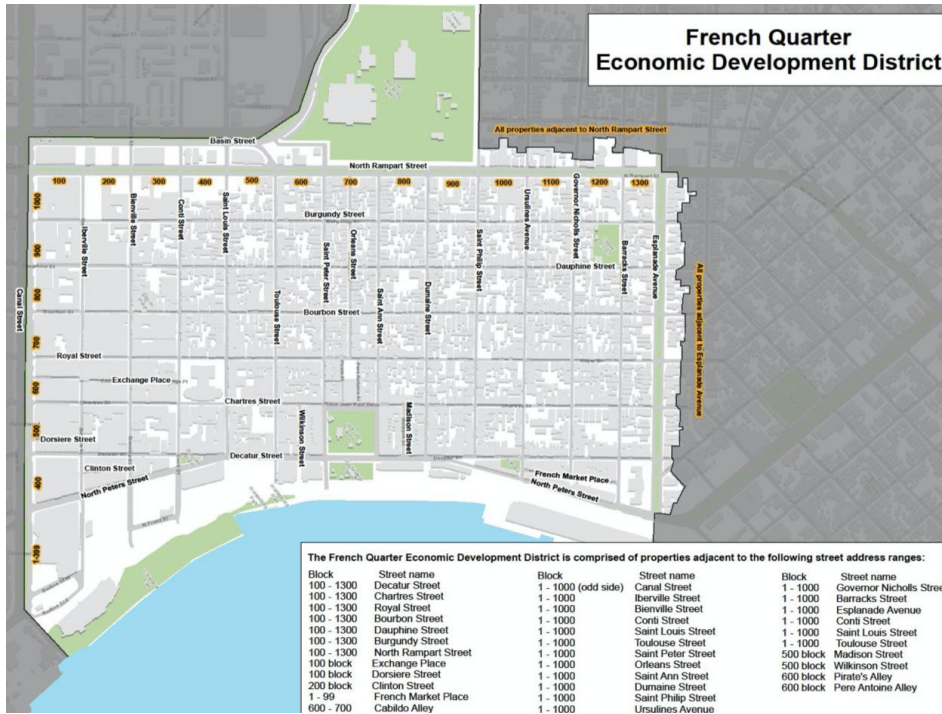 French Quarter
Economic Development District
All properties adjacent to North Rampart Street
Basin Street
North Rampart Street
N Rampart St
100
200
300
400
500
600
700
800
900
1000
1100
1200
1300
1000
900
800
700
600
500
400
1-399
Canal Street
Iberville Street
Bienville Street
Conti Street
Saint Louis Street
Toulouse Street
Saint Peter Street
Orleans Street
Saint Ann Street
Dumaine Street
Saint Philip Street
Ursulines Avenue
Governor Nicholls Street
Barracks Street
Esplanade Avenue
All properties adjacent to Esplanade Avenue
Burgundy Street
Dauphine Street
Bourbon Street
Royal Street
Exchange Place
Chartres Street
Wilkinson Street
Madison Street
Dorsiere Street
Decatur Street
Clinton Street
North Peters Street
French Market Place
North Peters Street
N Front St
The French Quarter Economic Development District is comprised of properties adjacent to the following street address ranges:
Block Street name
100 - 1300 Decatur Street
100 - 1300 Chartres Street
100 - 1300 Royal Street
100 - 1300 Bourbon Street
100 - 1300 Dauphine Street
100 - 1300 Burgundy Street
100 - 1300 North Rampart Street
100 block Exchange Place
100 block Dorsiere Street
200 block Clinton Street
1 - 99 French Market Place
600 - 700 Cabildo Alley
Block Street name
1 - 1000 (odd side) Canal Street
1 - 1000 Iberville Street
1 - 1000 Bienville Street
1 - 1000 Conti Street
1 - 1000 Saint Louis Street
1 - 1000 Toulouse Street
1 - 1000 Saint Peter Street
1 - 1000 Orleans Street
1 - 1000 Saint Ann Street
1 - 1000 Dumaine Street
1 - 1000 Saint Philip Street
1 - 1000 Ursulines Avenue
Block Street name
1 - 1000 Governor Nicholls Stree
1 - 1000 Barracks Street
1 - 1000 Esplanade Avenue
1 - 1000 Conti Street
1 - 1000 Saint Louis Street
1 - 1000 Toulouse Street
500 block Madison Street
500 block Wilkinson Street
600 block Pirate's Alley
600 block Pere Antoine Alley